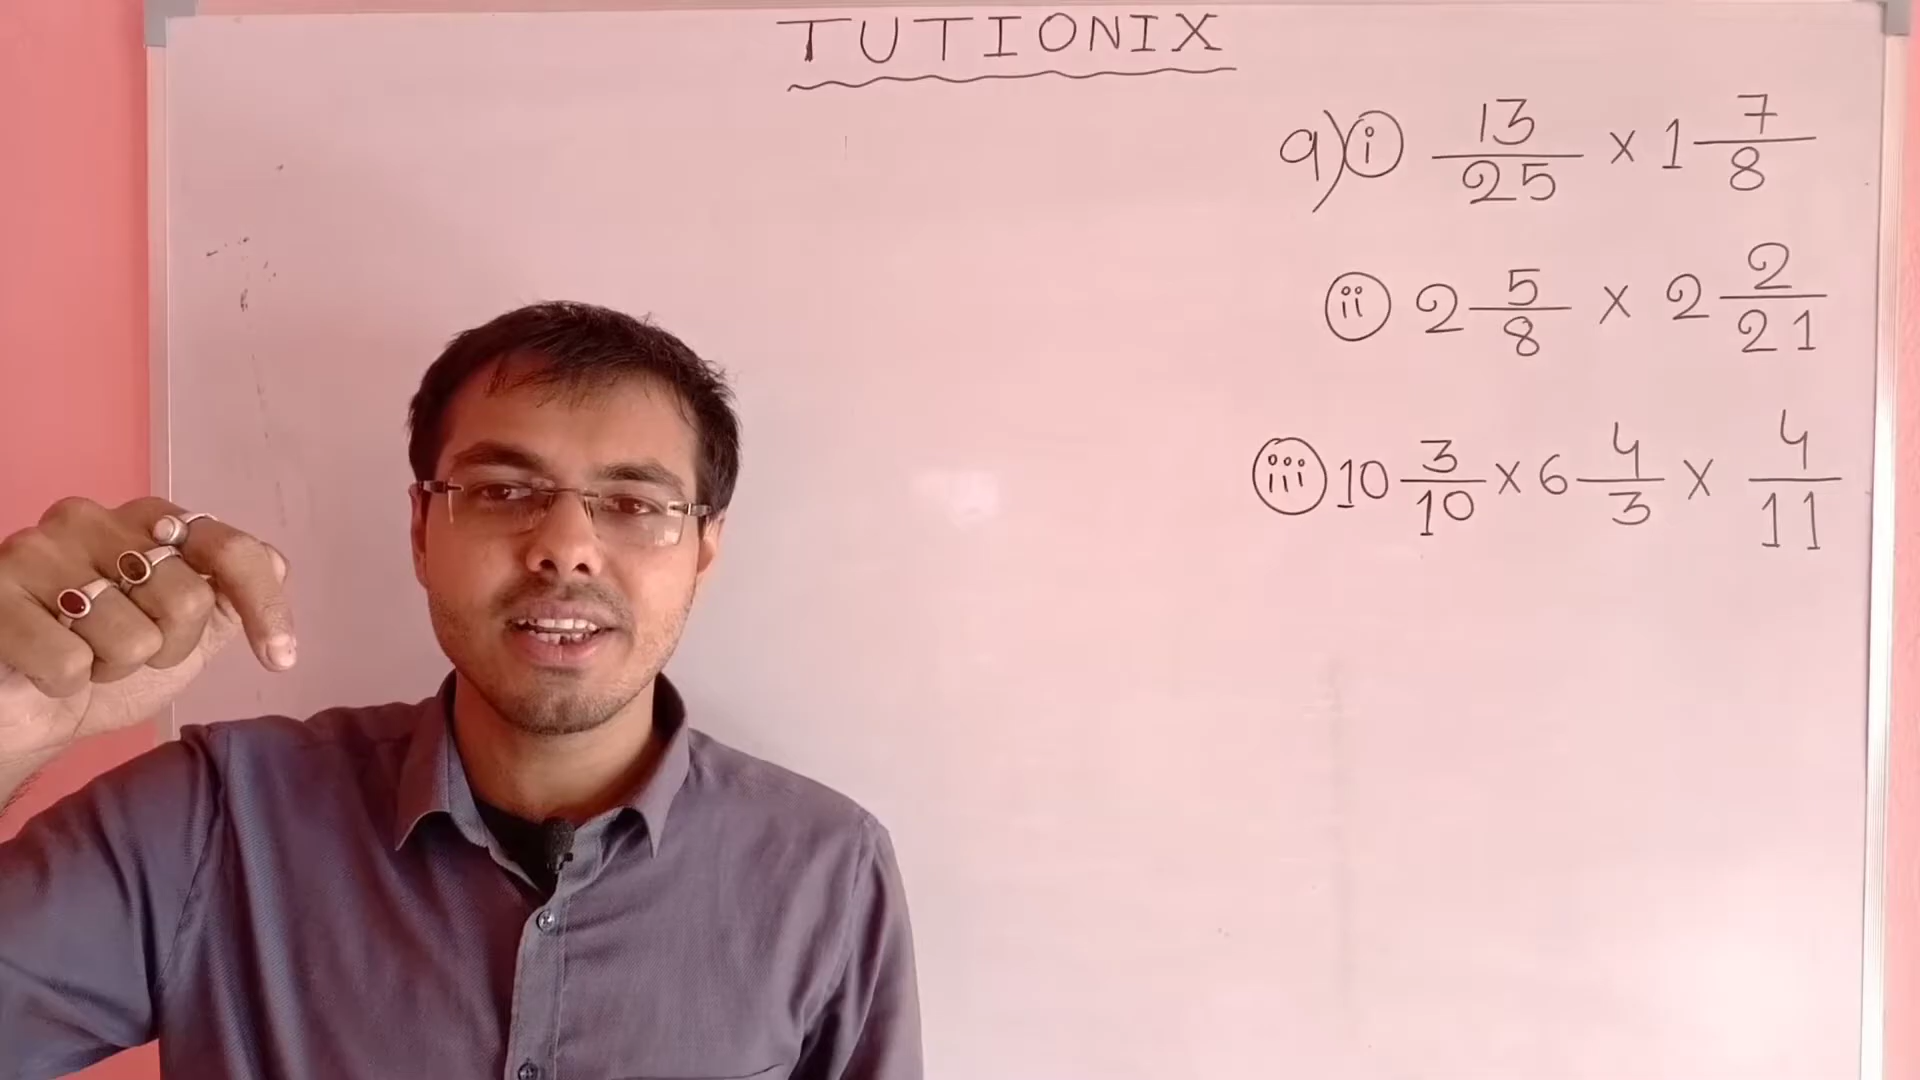 TUTIONIX
9) i 13/25 × 1 7/8
ii 2 5/8 × 2 2/21
iii 10 3/10 × 6 4/3 × 4/11